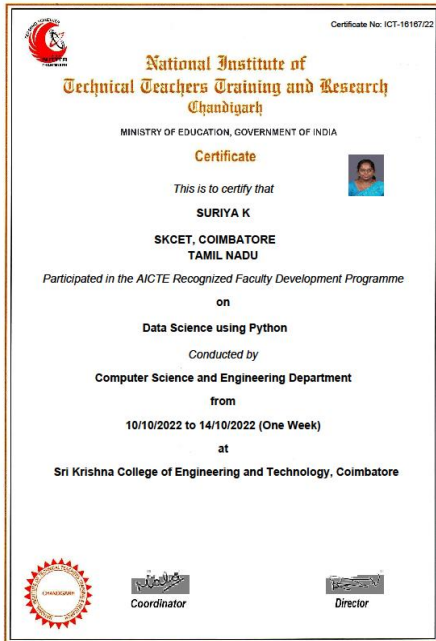 Certificate No: ICT-16167/22
National Institute of
Technical Teachers Training and Research
Chandigarh
MINISTRY OF EDUCATION, GOVERNMENT OF INDIA
Certificate
This is to certify that
SURIYA K
SKCET, COIMBATORE
TAMIL NADU
Participated in the AICTE Recognized Faculty Development Programme
on
Data Science using Python
Conducted by
Computer Science and Engineering Department
from
10/10/2022 to 14/10/2022 (One Week)
at
Sri Krishna College of Engineering and Technology, Coimbatore
CHANDIGARH
Coordinator
Director